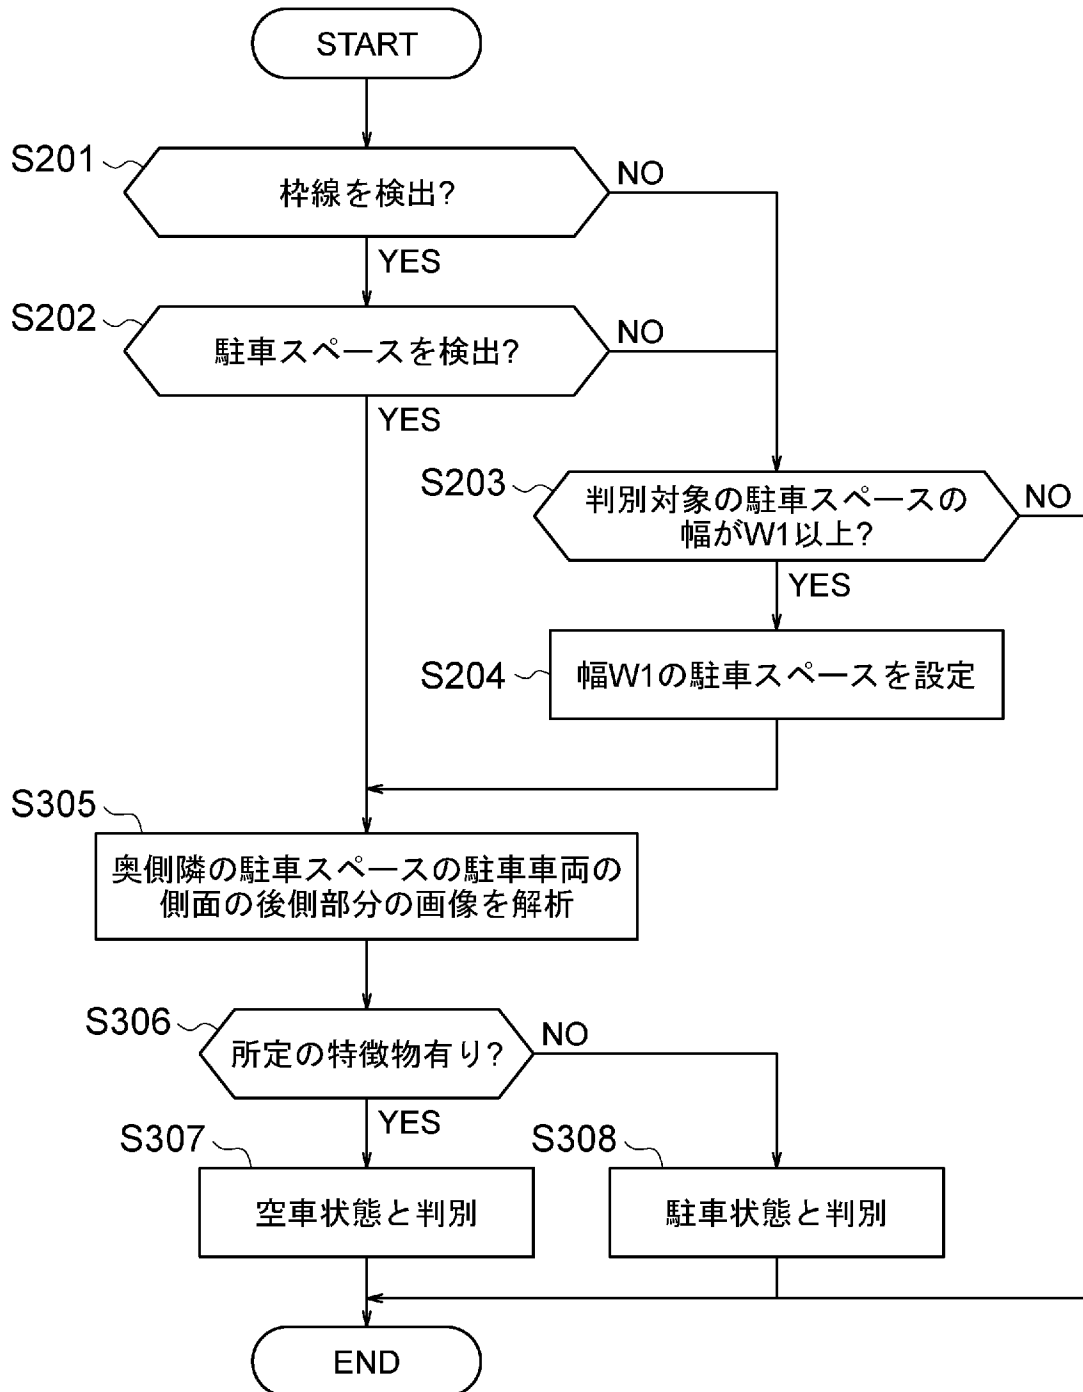 START
S201
枠線を検出?
NO
YES
S202
駐車スペースを検出?
NO
YES
S203
判別対象の駐車スペースの
幅がW1以上?
NO
YES
S204
幅W1の駐車スペースを設定
S305
奥側隣の駐車スペースの駐車車両の
側面の後側部分の画像を解析
S306
所定の特徴物有り?
NO
YES
S307
空車状態と判別
S308
駐車状態と判別
END